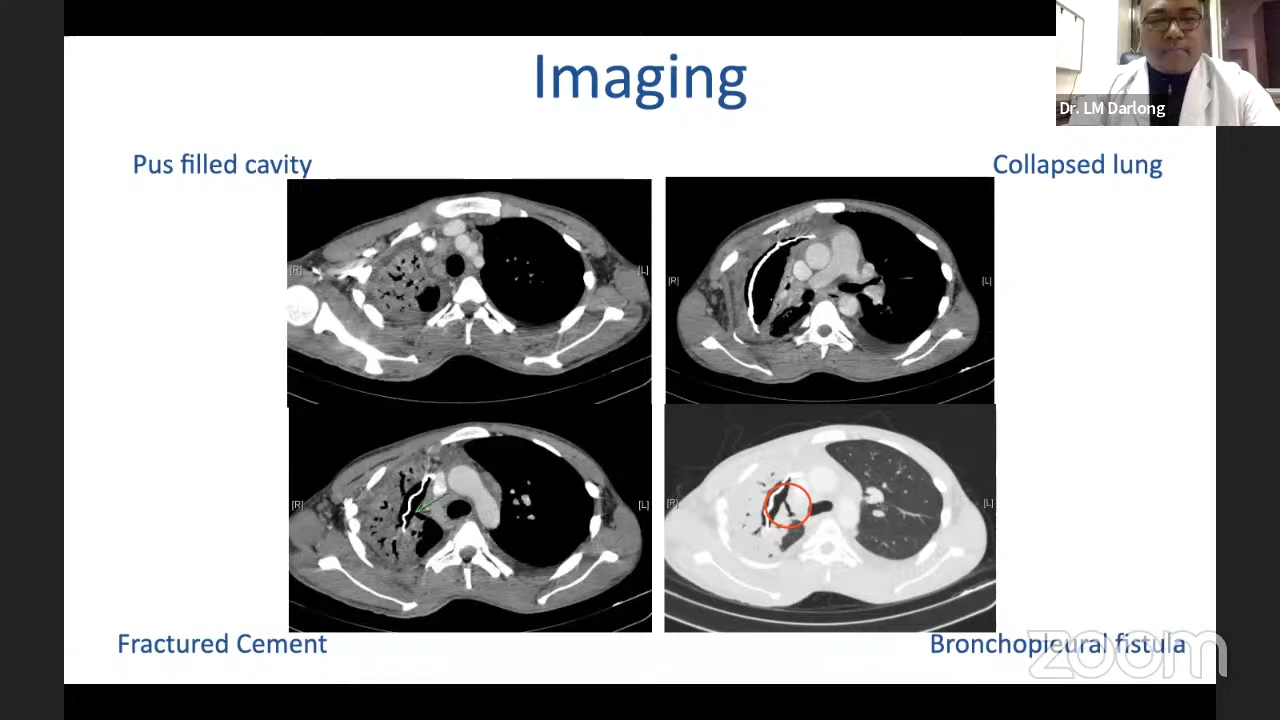 Imaging
Dr. LM Darlong
Pus filled cavity
Collapsed lung
[R]
[L]
[R]
[L]
[R]
[L]
[R]
[L]
Fractured Cement
Bronchopleural fistula
zoom